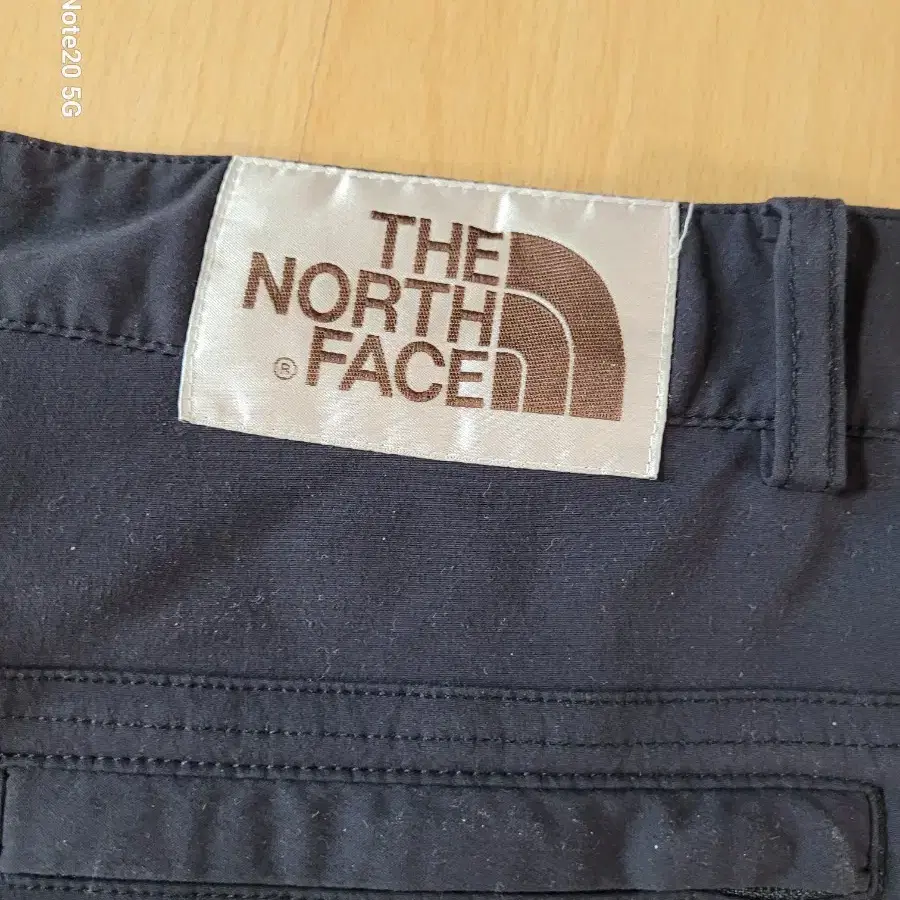 Note20 5G
THE
NORTH
® FACE